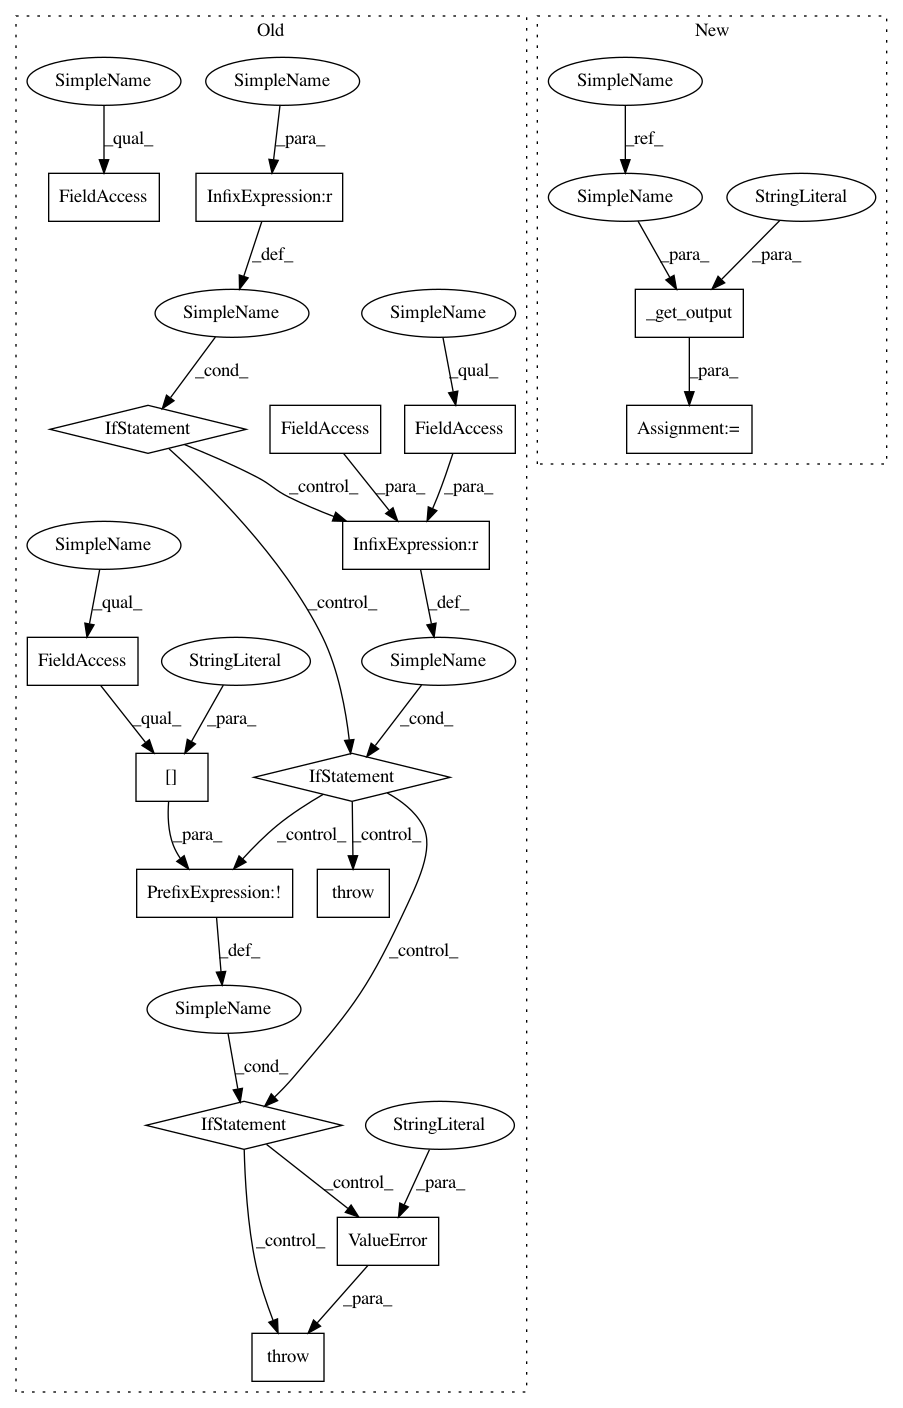 Old
New
SimpleName
SimpleName
SimpleName
_qual_
_para_
_ref_
FieldAccess
InfixExpression:r
SimpleName
StringLiteral
_def_
_para_
_para_
SimpleName
SimpleName
_get_output
_cond_
_qual_
_para_
IfStatement
FieldAccess
FieldAccess
Assignment:=
_control_
_para_
_para_
SimpleName
InfixExpression:r
_qual_
_control_
_def_
FieldAccess
StringLiteral
SimpleName
_qual_
_para_
_cond_
[]
IfStatement
_para_
_control_
_control_
PrefixExpression:!
throw
_def_
_control_
SimpleName
_cond_
IfStatement
StringLiteral
_control_
_para_
_control_
ValueError
_para_
throw